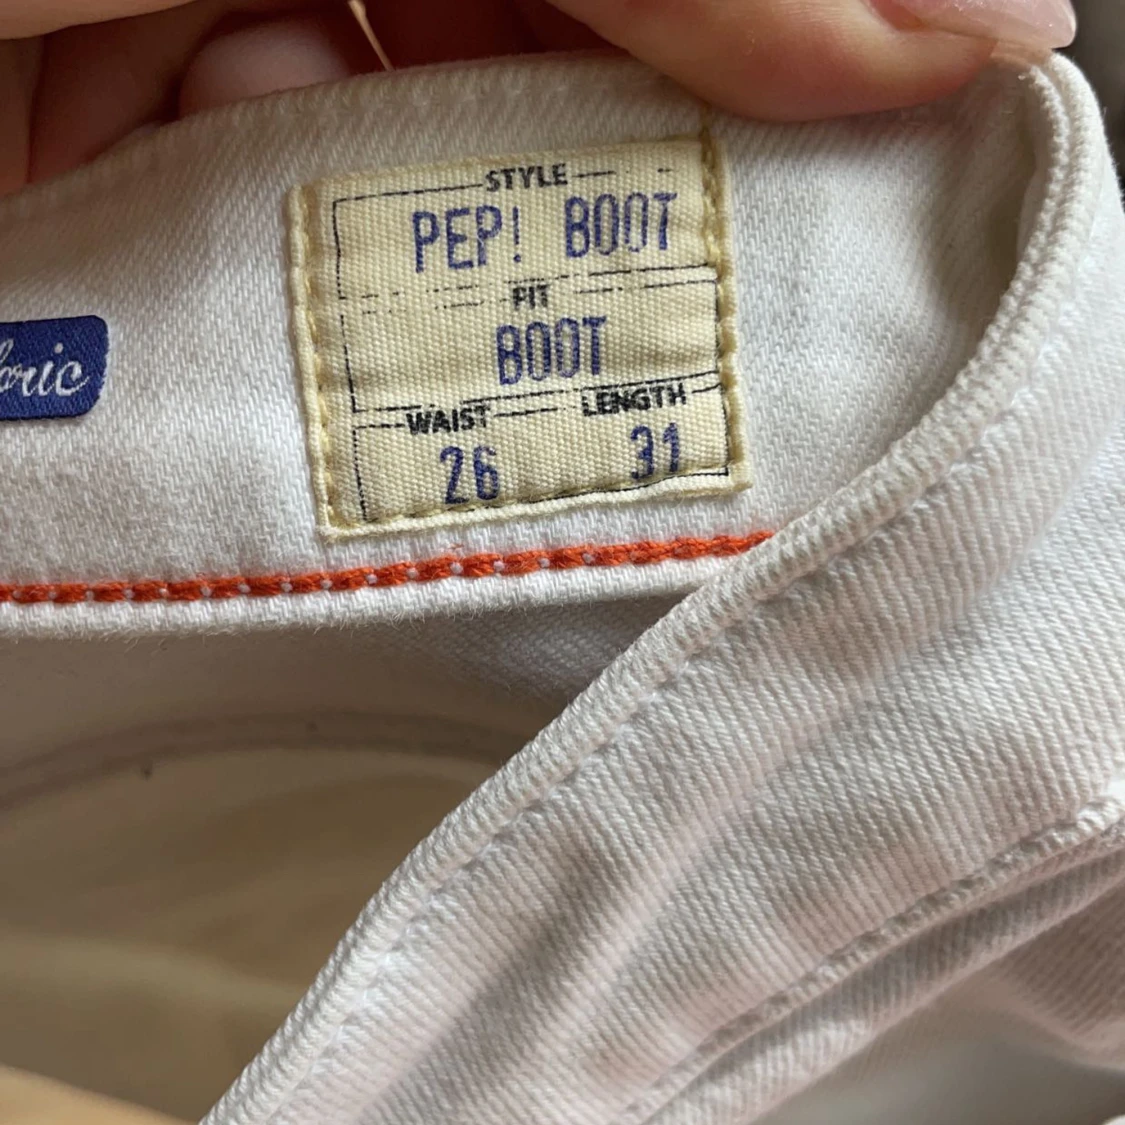 STYLE
PEP! BOOT
FIT
BOOT
WAIST LENGTH
26 31